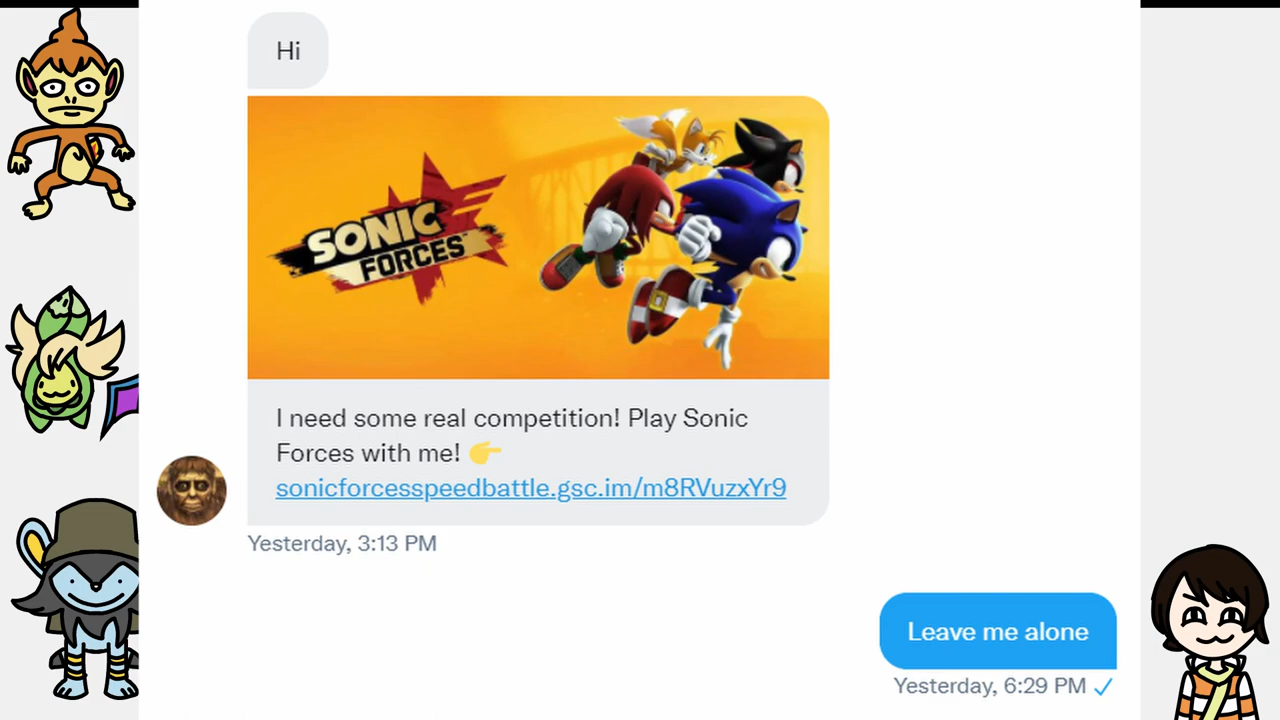 Hi
SONIC
FORCES
I need some real competition! Play Sonic
Forces with me! 👉
sonicforcesspeedbattle.gsc.im/m8RVuzxYr9
Yesterday, 3:13 PM
Leave me alone
Yesterday, 6:29 PM ✓